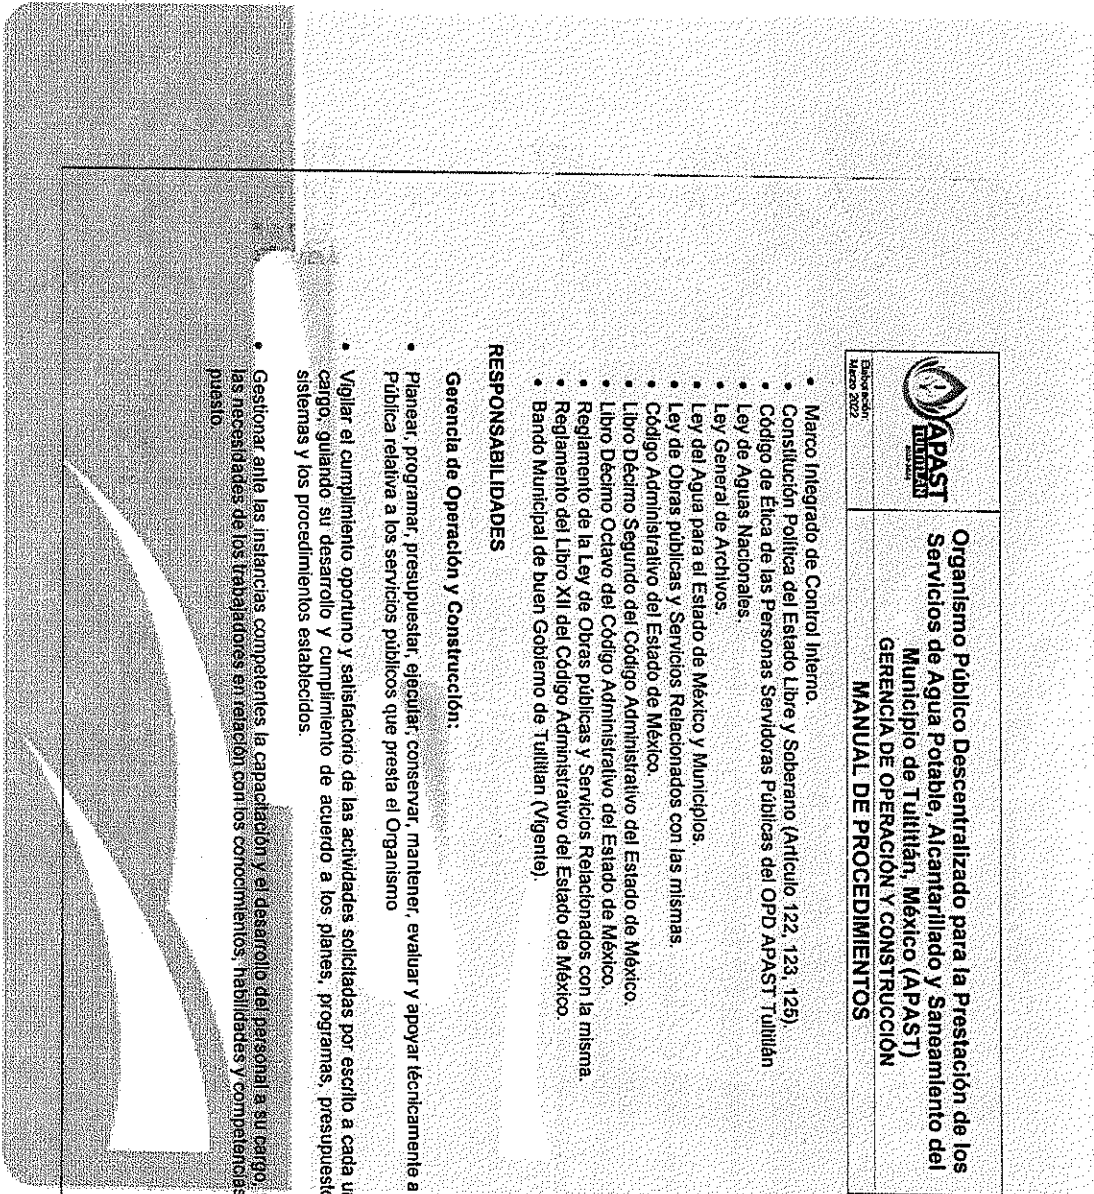 APAST
TULTITLÁN
Elaboración:
Marzo 2022
Organismo Público Descentralizado para la Prestación de los
Servicios de Agua Potable, Alcantarillado y Saneamiento del
Municipio de Tultitlán, México (APAST)
GERENCIA DE OPERACIÓN Y CONSTRUCCIÓN
MANUAL DE PROCEDIMIENTOS
• Marco Integrado de Control Interno.
• Constitución Política del Estado Libre y Soberano (Artículo 122, 123, 125).
• Código de Ética de las Personas Servidoras Públicas del OPD APAST Tultitlán
• Ley de Aguas Nacionales.
• Ley General de Archivos.
• Ley del Agua para el Estado de México y Municipios.
• Ley de Obras públicas y Servicios Relacionados con las mismas.
• Código Administrativo del Estado de México.
• Libro Décimo Segundo del Código Administrativo del Estado de México.
• Libro Décimo Octavo del Código Administrativo del Estado de México.
• Reglamento de la Ley de Obras públicas y Servicios Relacionados con la misma.
• Reglamento del Libro XII del Código Administrativo del Estado de México.
• Bando Municipal de buen Gobierno de Tultitlan (Vigente).
RESPONSABILIDADES
Gerencia de Operación y Construcción:
• Planear, programar, presupuestar, ejecutar, conservar, mantener, evaluar y apoyar técnicamente a
Pública relativa a los servicios públicos que presta el Organismo
• Vigilar el cumplimiento oportuno y satisfactorio de las actividades solicitadas por escrito a cada u
cargo, guiando su desarrollo y cumplimiento de acuerdo a los planes, programas, presupuest
sistemas y los procedimientos establecidos.
• Gestionar ante las instancias competentes la capacitación y el desarrollo del personal a su cargo,
las necesidades de los trabajadores en relación con los conocimientos, habilidades y competencias
puesto.